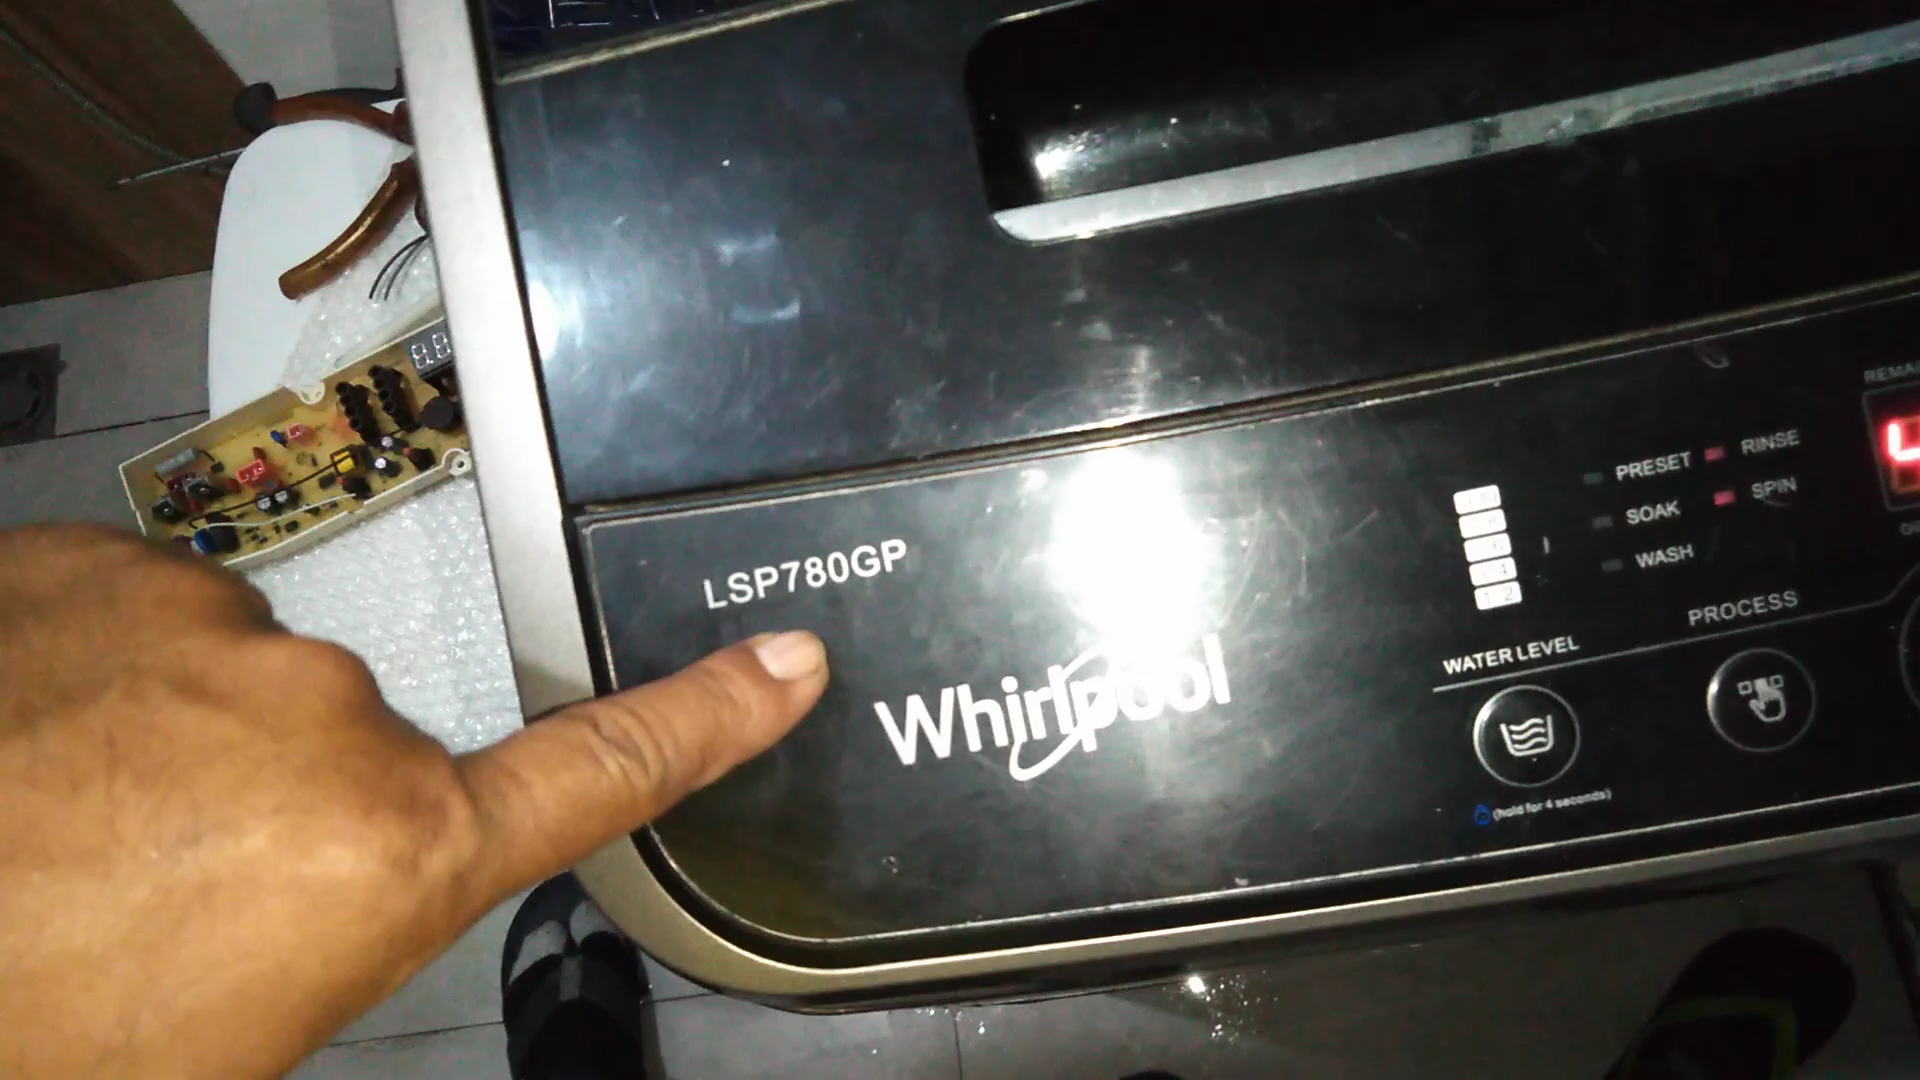 LSP780GP
Whirlpool
PRESET
RINSE
SOAK
SPIN
WASH
WATER LEVEL
PROCESS
(hold for 4 seconds)